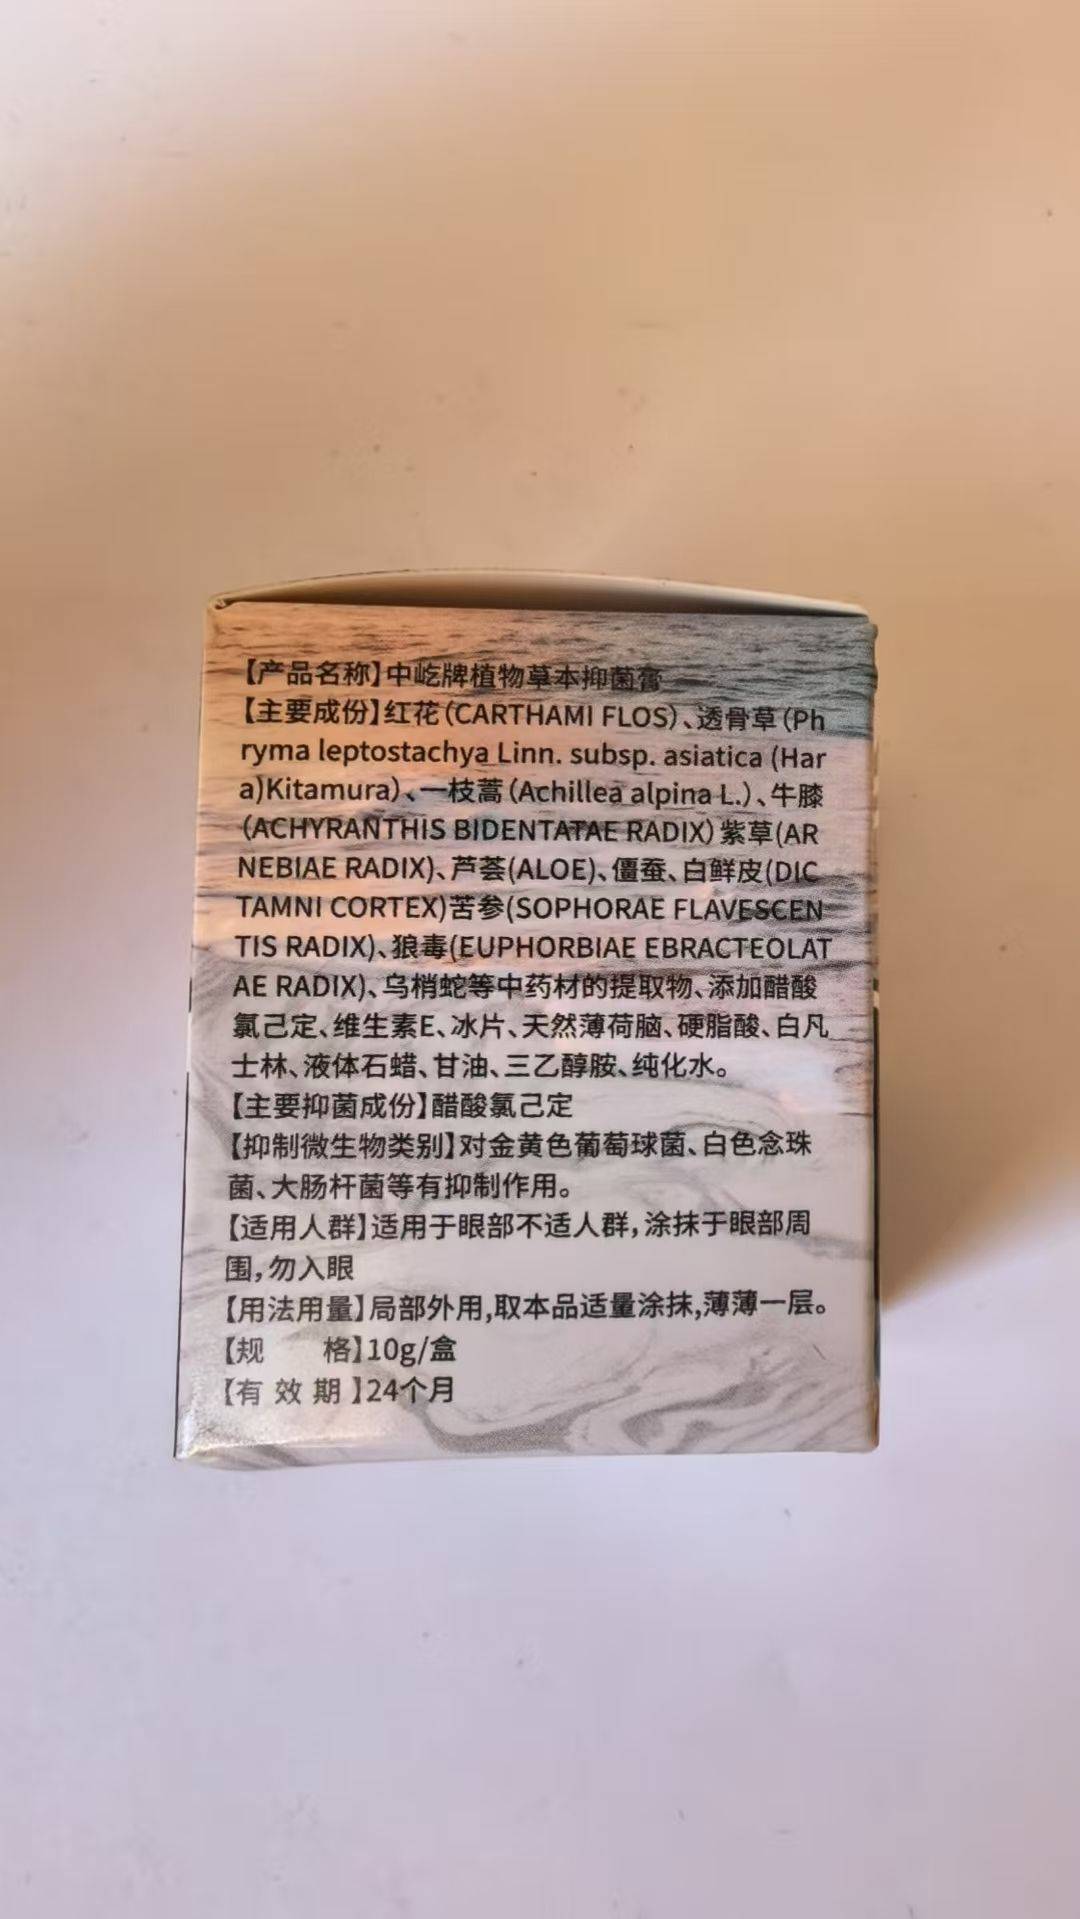 【产品名称】中屹牌植物草本抑菌膏
【主要成份】红花(CARTHAMI FLOS)、透骨草(Ph
ryma leptostachya Linn. subsp. asiatica (Har
a)Kitamura)、一枝蒿(Achillea alpina L.)、牛膝
(ACHYRANTHIS BIDENTATAE RADIX)紫草(AR
NEBIAE RADIX)、芦荟(ALOE)、僵蚕、白鲜皮(DIC
TAMNI CORTEX)苦参(SOPHORAE FLAVESCEN
TIS RADIX)、狼毒(EUPHORBIAE EBRACTEOLAT
AE RADIX)、乌梢蛇等中药材的提取物、添加醋酸
氯己定、维生素E、冰片、天然薄荷脑、硬脂酸、白凡
士林、液体石蜡、甘油、三乙醇胺、纯化水。
【主要抑菌成份】醋酸氯己定
【抑制微生物类别】对金黄色葡萄球菌、白色念珠
菌、大肠杆菌等有抑制作用。
【适用人群】适用于眼部不适人群,涂抹于眼部周
围,勿入眼
【用法用量】局部外用,取本品适量涂抹,薄薄一层。
【规 格】10g/盒
【有 效 期】24个月